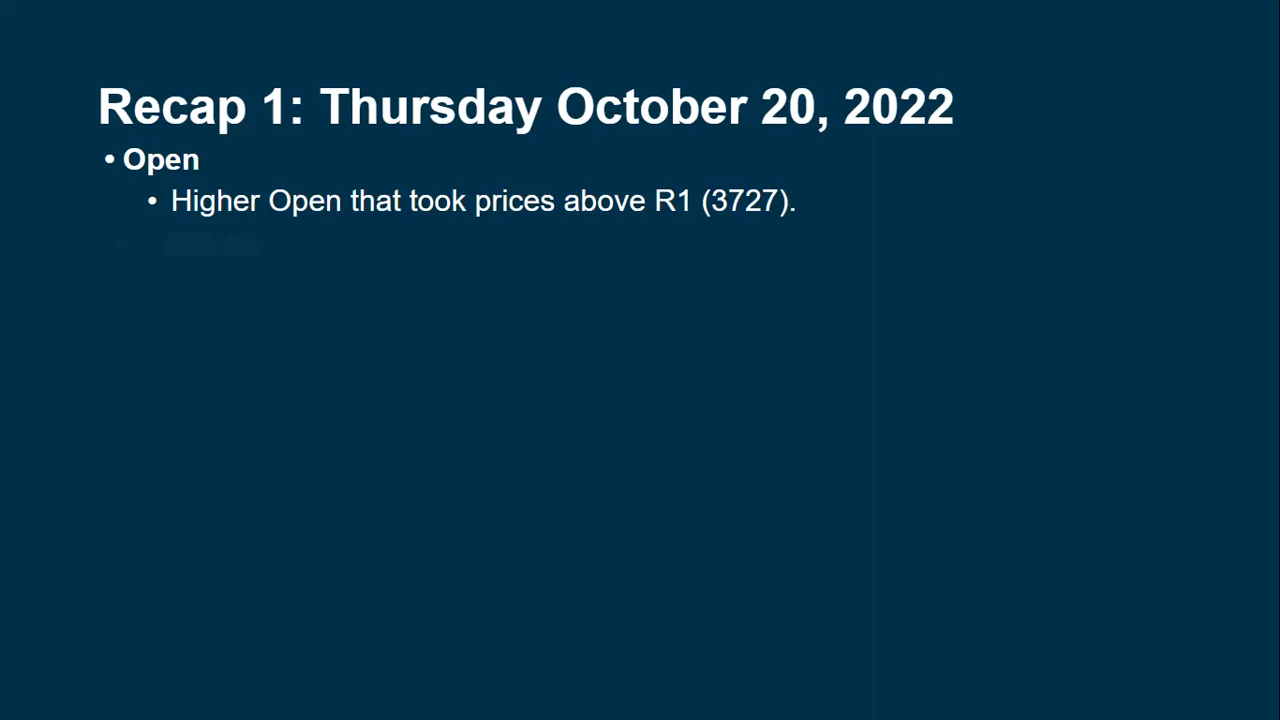 Recap 1: Thursday October 20, 2022
• Open
• Higher Open that took prices above R1 (3727).